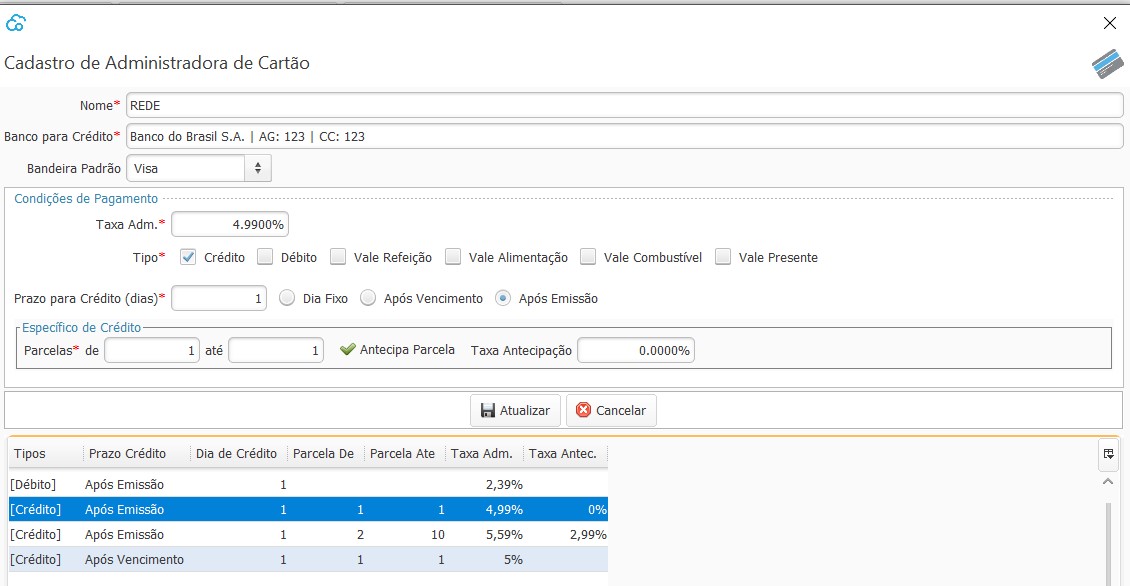 Cadastro de Administradora de Cartão
Nome* REDE
Banco para Crédito* Banco do Brasil S.A. | AG: 123 | CC: 123
Bandeira Padrão Visa
Condições de Pagamento
Taxa Adm.* 4.9900%
Tipo* Crédito Débito Vale Refeição Vale Alimentação Vale Combustível Vale Presente
Prazo para Crédito (dias)* 1 Dia Fixo Após Vencimento Após Emissão
Específico de Crédito
Parcelas* de 1 até 1 Antecipa Parcela Taxa Antecipação 0.0000%
Atualizar Cancelar
Tipos Prazo Crédito Dia de Crédito Parcela De Parcela Ate Taxa Adm. Taxa Antec.
[Débito] Após Emissão 1 2,39%
[Crédito] Após Emissão 1 1 1 4,99% 0%
[Crédito] Após Emissão 1 2 10 5,59% 2,99%
[Crédito] Após Vencimento 1 1 1 5%